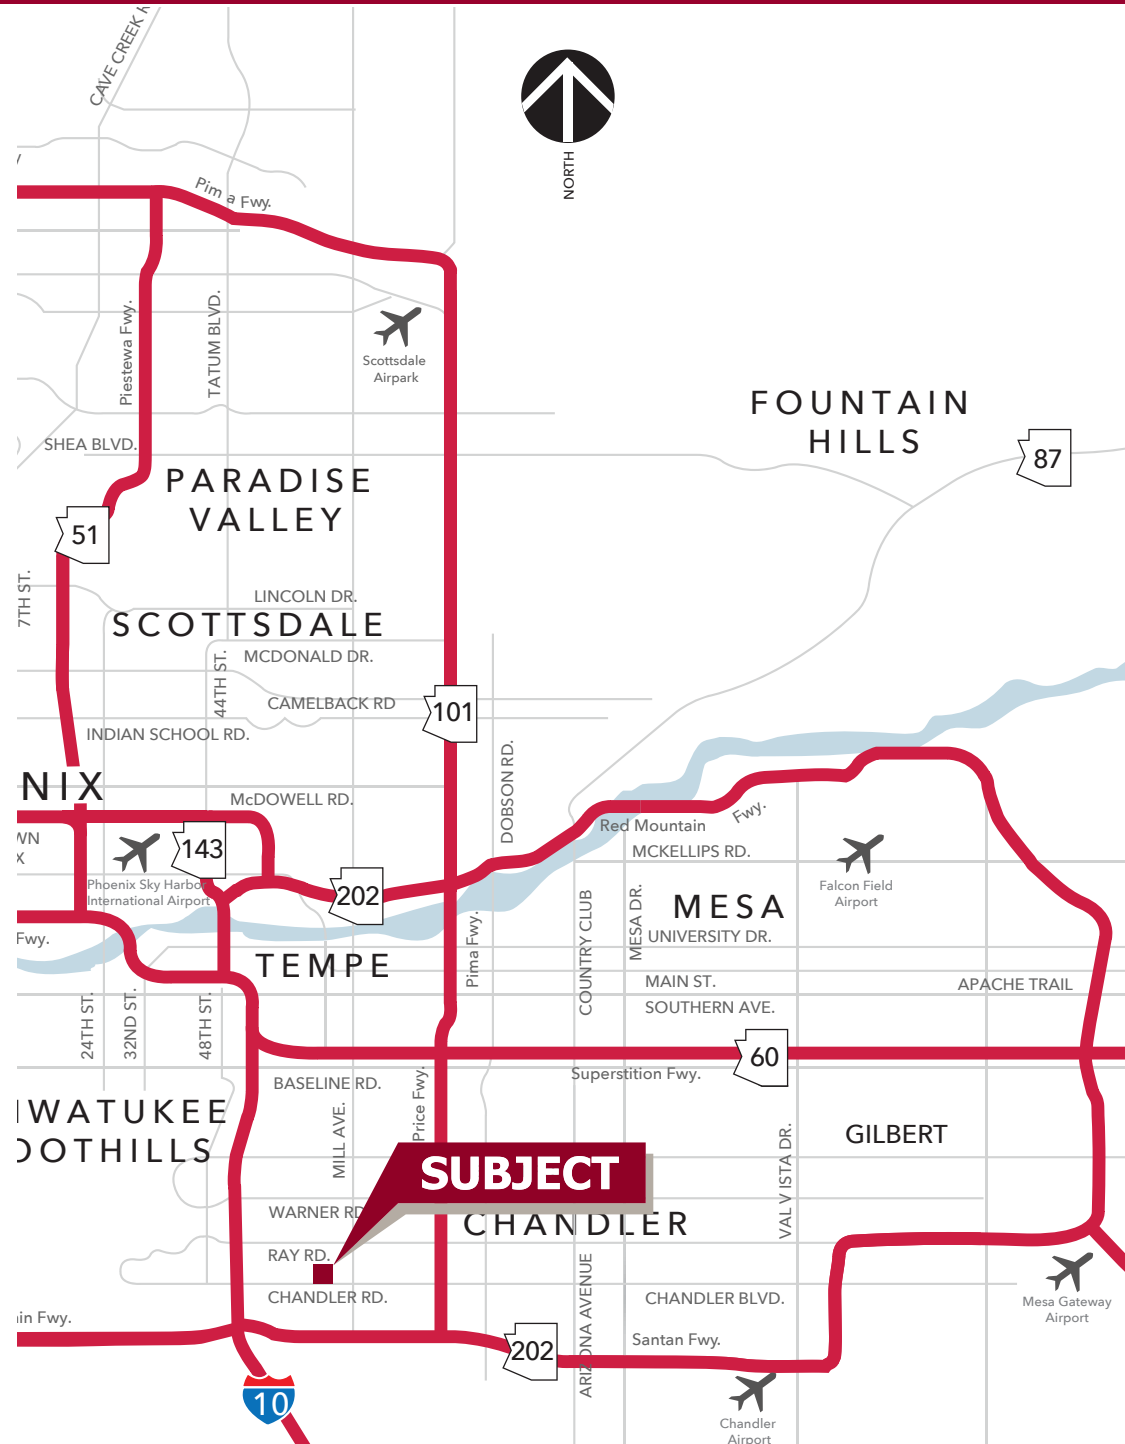 CAVE CREEK R
NORTH
Pima Fwy.
Piestewa Fwy.
TATUM BLVD.
Scottsdale
Airpark
FOUNTAIN
HILLS
87
SHEA BLVD.
PARADISE
VALLEY
51
7TH ST.
LINCOLN DR.
SCOTTSDALE
MCDONALD DR.
44TH ST.
CAMELBACK RD
101
INDIAN SCHOOL RD.
DOBSON RD.
NIX
McDOWELL RD.
Red Mountain Fwy.
WN
X
143
MCKELLIPS RD.
Phoenix Sky Harbor
International Airport
202
Falcon Field
Airport
MESA
COUNTRY CLUB
MESA DR.
UNIVERSITY DR.
Fwy.
Pima Fwy.
TEMPE
MAIN ST.
APACHE TRAIL
SOUTHERN AVE.
24TH ST.
32ND ST.
48TH ST.
60
Superstition Fwy.
BASELINE RD.
Price Fwy.
WATUKEE
OOTHILLS
MILL AVE.
GILBERT
VAL VISTA DR.
SUBJECT
WARNER RD
CHANDLER
RAY RD.
CHANDLER RD.
ARIZONA AVENUE
CHANDLER BLVD.
Mesa Gateway
Airport
in Fwy.
Santan Fwy.
202
10
Chandler
Airport